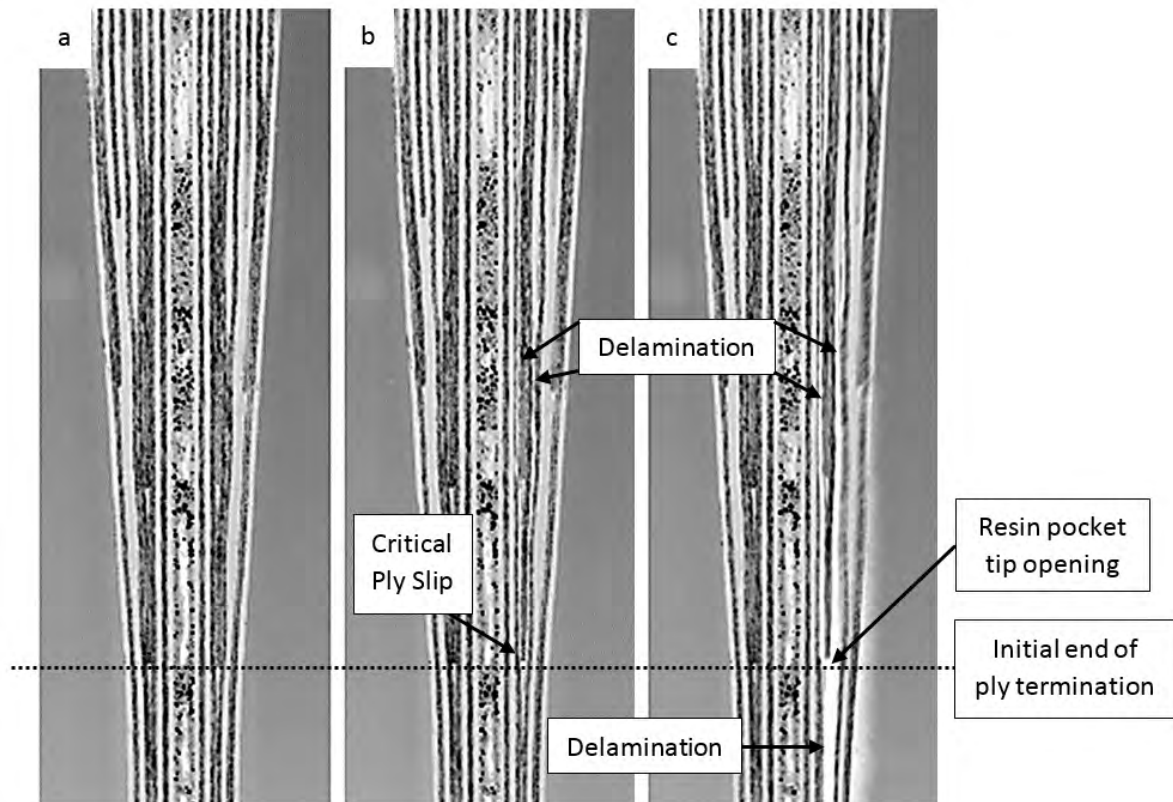 a
b
c
Delamination
Critical
Ply Slip
Resin pocket
tip opening
Initial end of
ply termination
Delamination